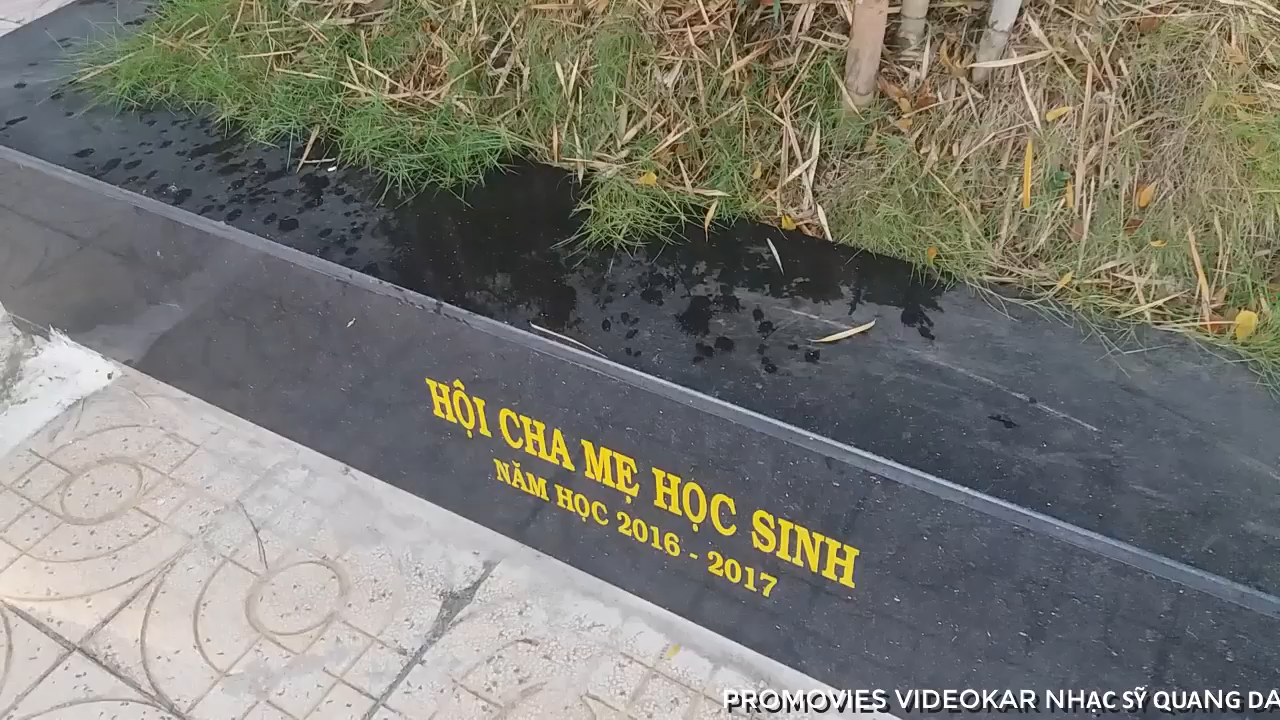 HỘI CHA MẸ HỌC SINH
NĂM HỌC 2016 - 2017
PROMOVIES VIDEOKAR NHẠC SỸ QUANG DA